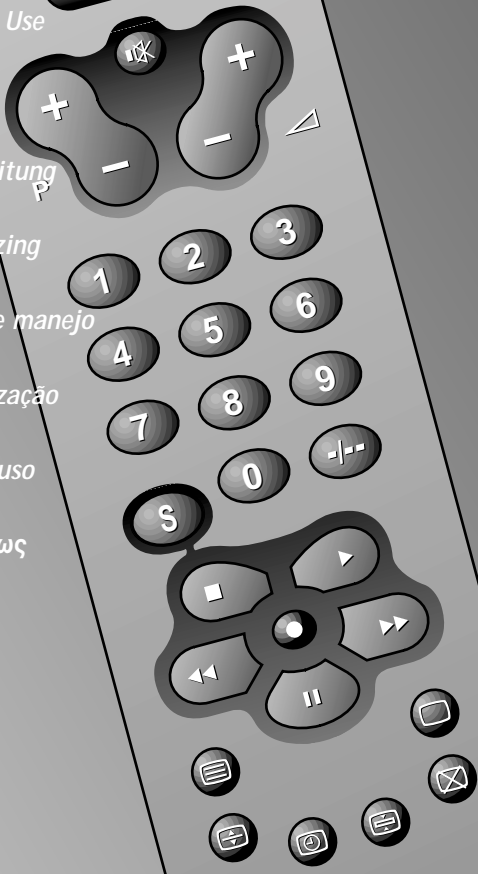 Use
itung
P
zing
1 2 3
e manejo
4 5 6
zação
7 8 9
uso
S 0 -/--
ως